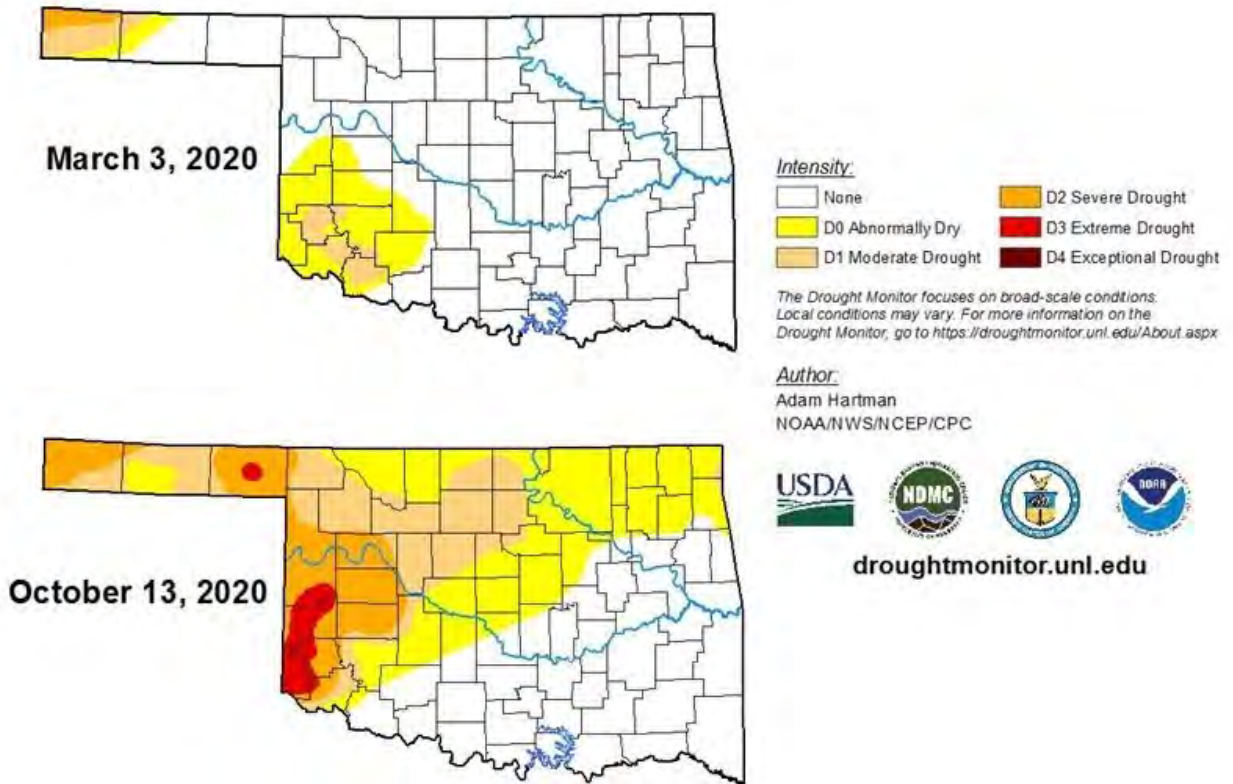 March 3, 2020
October 13, 2020
Intensity:
None
D0 Abnormally Dry
D1 Moderate Drought
D2 Severe Drought
D3 Extreme Drought
D4 Exceptional Drought
The Drought Monitor focuses on broad-scale conditions.
Local conditions may vary. For more information on the
Drought Monitor, go to https://droughtmonitor.unl.edu/About.aspx
Author:
Adam Hartman
NOAA/NWS/NCEP/CPC
USDA
NDMC
NOAA
droughtmonitor.unl.edu